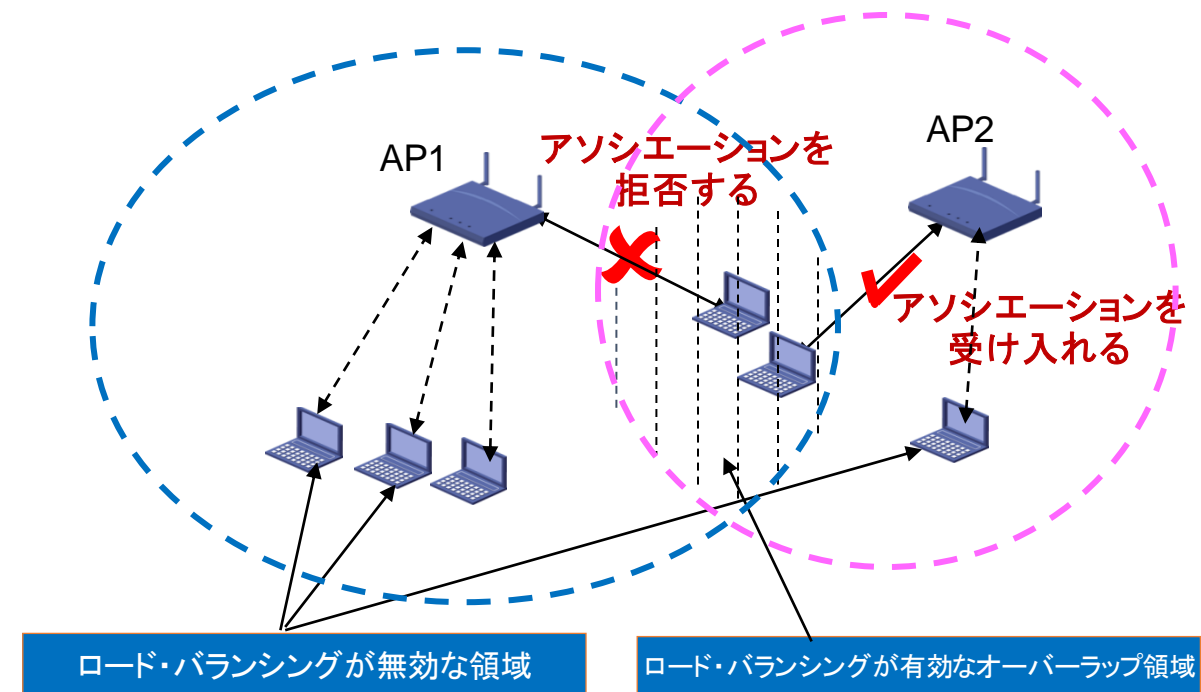 AP1
アソシエーションを
拒否する
AP2
アソシエーションを
受け入れる
ロード・バランシングが無効な領域
ロード・バランシングが有効なオーバーラップ領域